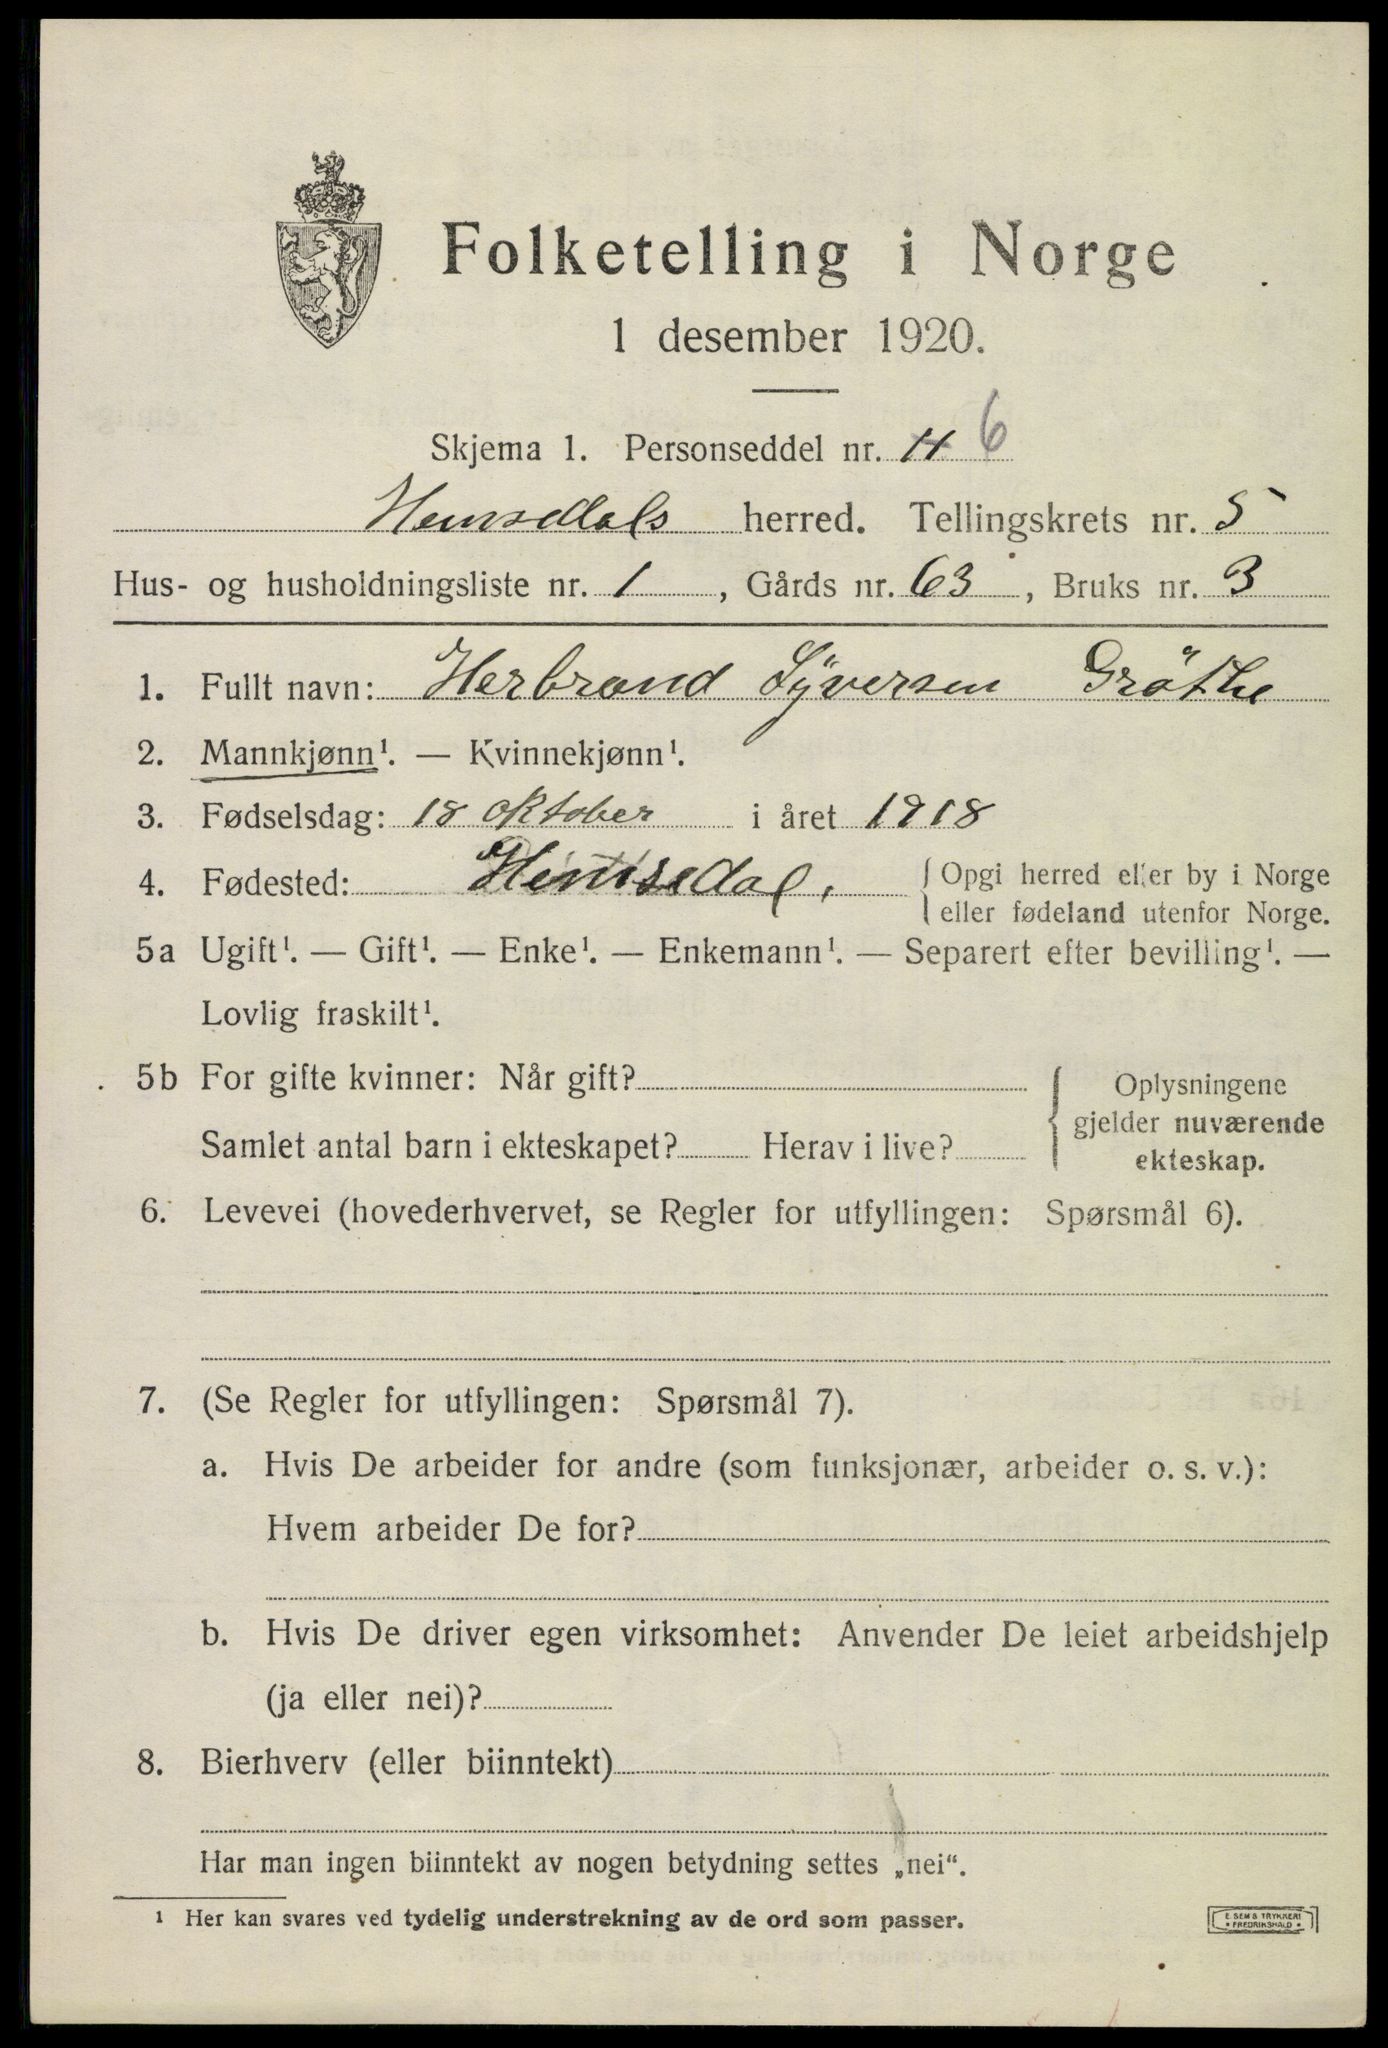 Folketelling i Norge
1 desember 1920.
Skjema 1. Personseddel nr. 4 6
Hemsedals herred. Tellingskrets nr. 5
Hus- og husholdningsliste nr. 1, Gårds nr. 63, Bruks nr. 3
1. Fullt navn: Herbrand Syversen Grøthe
2. Mannkjønn¹. — Kvinnekjønn¹.
3. Fødselsdag: 18 oktober i året 1918
4. Fødested: Hemsedal, Opgi herred eller by i Norge
eller fødeland utenfor Norge.
5a Ugift¹. — Gift¹. — Enke¹. — Enkemann¹. — Separert efter bevilling¹. —
Lovlig fraskilt¹.
5b For gifte kvinner: Når gift? Oplysningene
gjelder nuværende
Samlet antal barn i ekteskapet? Herav i live? ekteskap.
6. Levevei (hovederhvervet, se Regler for utfyllingen: Spørsmål 6).
7. (Se Regler for utfyllingen: Spørsmål 7).
a. Hvis De arbeider for andre (som funksjonær, arbeider o. s. v.):
Hvem arbeider De for?
b. Hvis De driver egen virksomhet: Anvender De leiet arbeidshjelp
(ja eller nei)?
8. Bierhverv (eller biinntekt)
Har man ingen biinntekt av nogen betydning settes „nei“.
¹ Her kan svares ved tydelig understrekning av de ord som passer.
E. SEMS TRYKKERI
FREDRIKSHALD